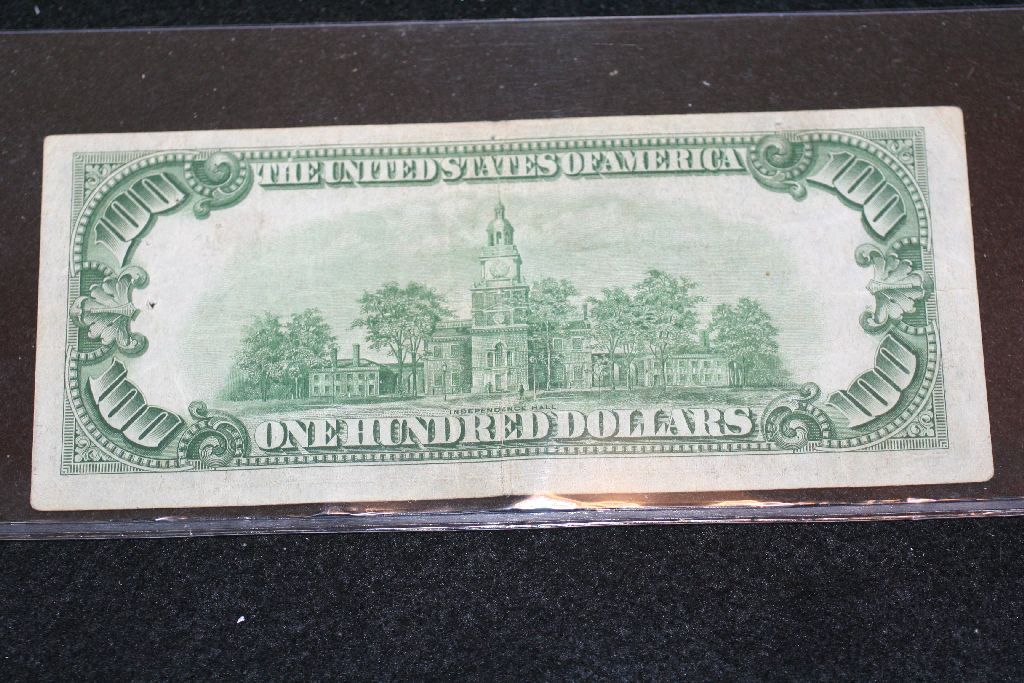 100 THE UNITED STATES OF AMERICA 100
INDEPENDENCE HALL
100 ONE HUNDRED DOLLARS 100